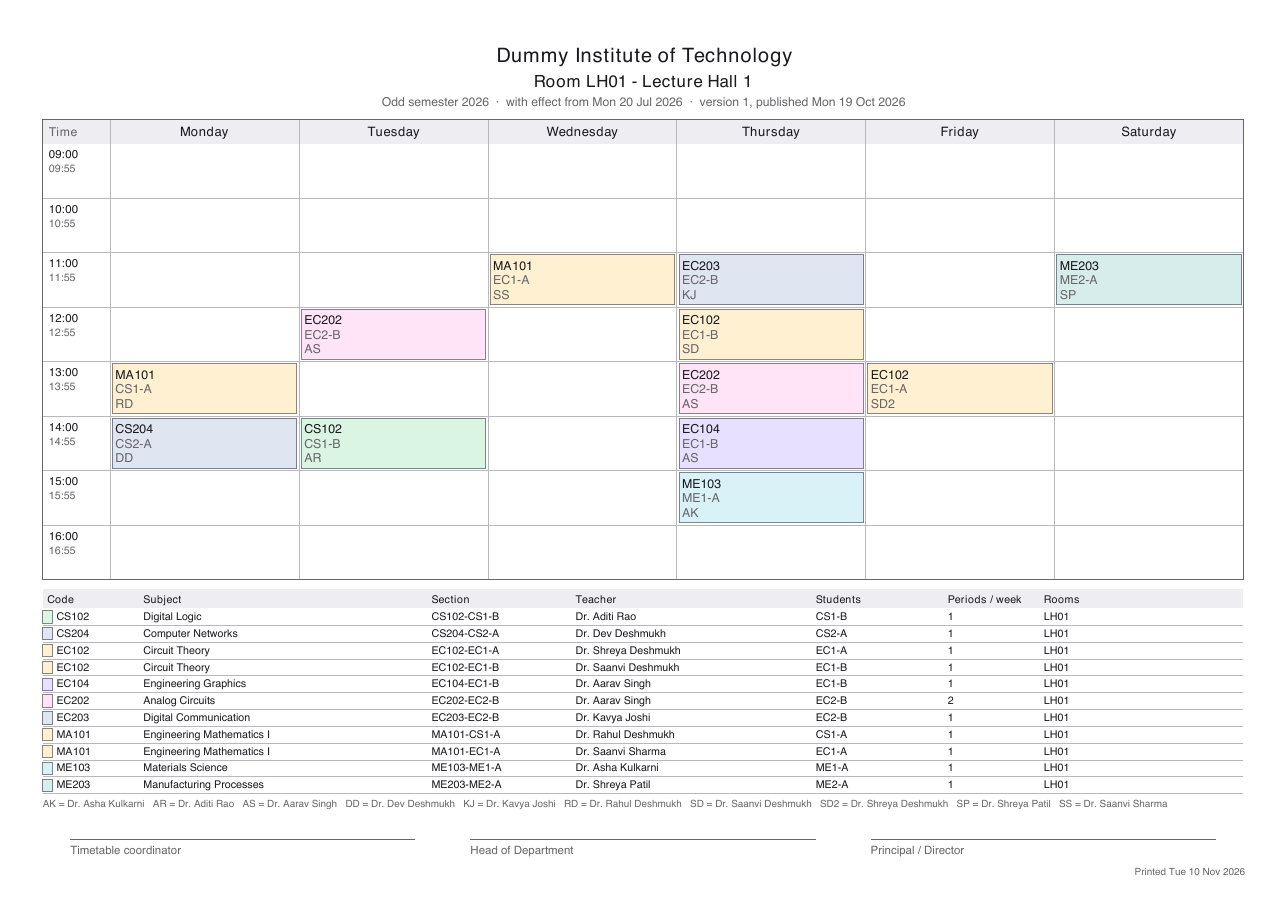 Dummy Institute of Technology
Room LH01 - Lecture Hall 1
Odd semester 2026 · with effect from Mon 20 Jul 2026 · version 1, published Mon 19 Oct 2026
Time Monday Tuesday Wednesday Thursday Friday Saturday
09:00
09:55
10:00
10:55
11:00 MA101 EC203 ME203
11:55 EC1-A EC2-B ME2-A
SS KJ SP
12:00 EC202 EC102
12:55 EC2-B EC1-B
AS SD
13:00 MA101 EC202 EC102
13:55 CS1-A EC2-B EC1-A
RD AS SD2
14:00 CS204 CS102 EC104
14:55 CS2-A CS1-B EC1-B
DD AR AS
15:00 ME103
15:55 ME1-A
AK
16:00
16:55
Code Subject Section Teacher Students Periods / week Rooms
CS102 Digital Logic CS102-CS1-B Dr. Aditi Rao CS1-B 1 LH01
CS204 Computer Networks CS204-CS2-A Dr. Dev Deshmukh CS2-A 1 LH01
EC102 Circuit Theory EC102-EC1-A Dr. Shreya Deshmukh EC1-A 1 LH01
EC102 Circuit Theory EC102-EC1-B Dr. Saanvi Deshmukh EC1-B 1 LH01
EC104 Engineering Graphics EC104-EC1-B Dr. Aarav Singh EC1-B 1 LH01
EC202 Analog Circuits EC202-EC2-B Dr. Aarav Singh EC2-B 2 LH01
EC203 Digital Communication EC203-EC2-B Dr. Kavya Joshi EC2-B 1 LH01
MA101 Engineering Mathematics I MA101-CS1-A Dr. Rahul Deshmukh CS1-A 1 LH01
MA101 Engineering Mathematics I MA101-EC1-A Dr. Saanvi Sharma EC1-A 1 LH01
ME103 Materials Science ME103-ME1-A Dr. Asha Kulkarni ME1-A 1 LH01
ME203 Manufacturing Processes ME203-ME2-A Dr. Shreya Patil ME2-A 1 LH01
AK = Dr. Asha Kulkarni AR = Dr. Aditi Rao AS = Dr. Aarav Singh DD = Dr. Dev Deshmukh KJ = Dr. Kavya Joshi RD = Dr. Rahul Deshmukh SD = Dr. Saanvi Deshmukh SD2 = Dr. Shreya Deshmukh SP = Dr. Shreya Patil SS = Dr. Saanvi Sharma
Timetable coordinator Head of Department Principal / Director
Printed Tue 10 Nov 2026